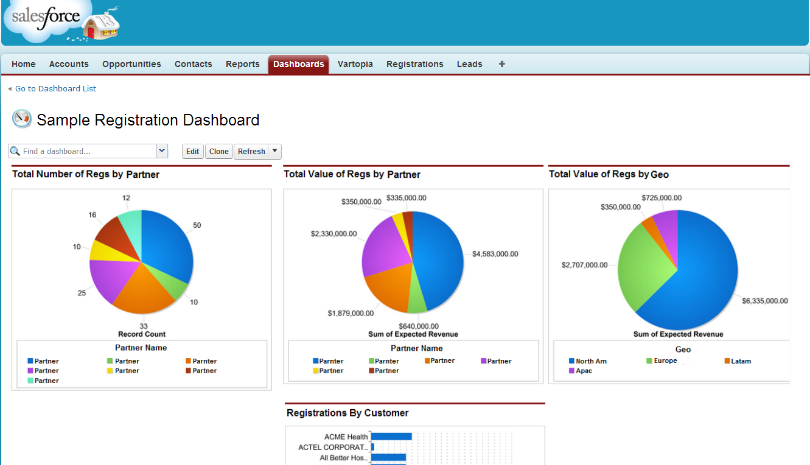 salesforce
Home Accounts Opportunities Contacts Reports Dashboards Vartopia Registrations Leads +
« Go to Dashboard List
Sample Registration Dashboard
Find a dashboard... Edit Clone Refresh
Total Number of Regs by Partner
12
16
50
10
25
10
33
Record Count
Partner Name
Partner Partner Parnter
Partner Partner Partner
Partner
Total Value of Regs by Partner
$350,000.00 $335,000.00
$2,330,000.00
$4,583,000.00
$1,879,000.00
$640,000.00
Sum of Expected Revenue
Partner Name
Parnter Parnter Partner Partner
Partner Partner
Total Value of Regs by Geo
$725,000.00
$350,000.00
$2,707,000.00
$6,335,000.00
Sum of Expected Revenue
Geo
North Am Europe Latam
Apac
Registrations By Customer
ACME Health
ACTEL CORPORAT...
All Better Hos...